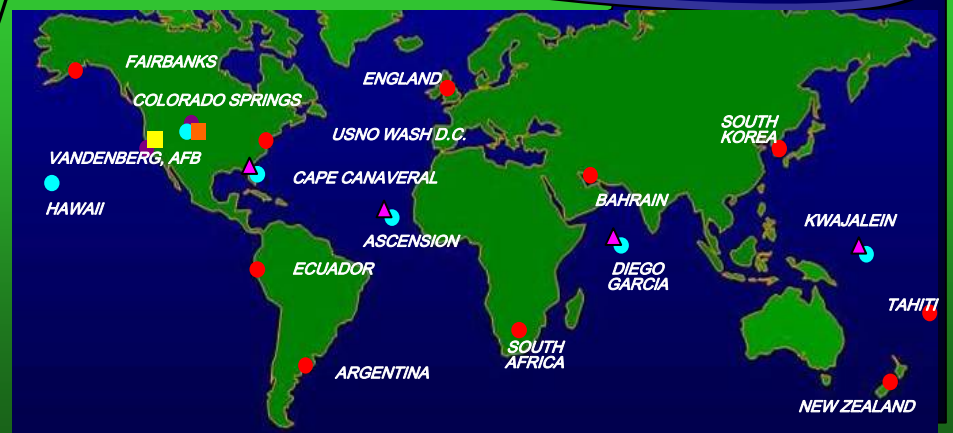 FAIRBANKS
COLORADO SPRINGS
VANDENBERG, AFB
HAWAII
ENGLAND
USNO WASH D.C.
CAPE CANAVERAL
ASCENSION
ECUADOR
ARGENTINA
SOUTH
AFRICA
BAHRAIN
DIEGO
GARCIA
SOUTH
KOREA
KWAJALEIN
TAHITI
NEW ZEALAND